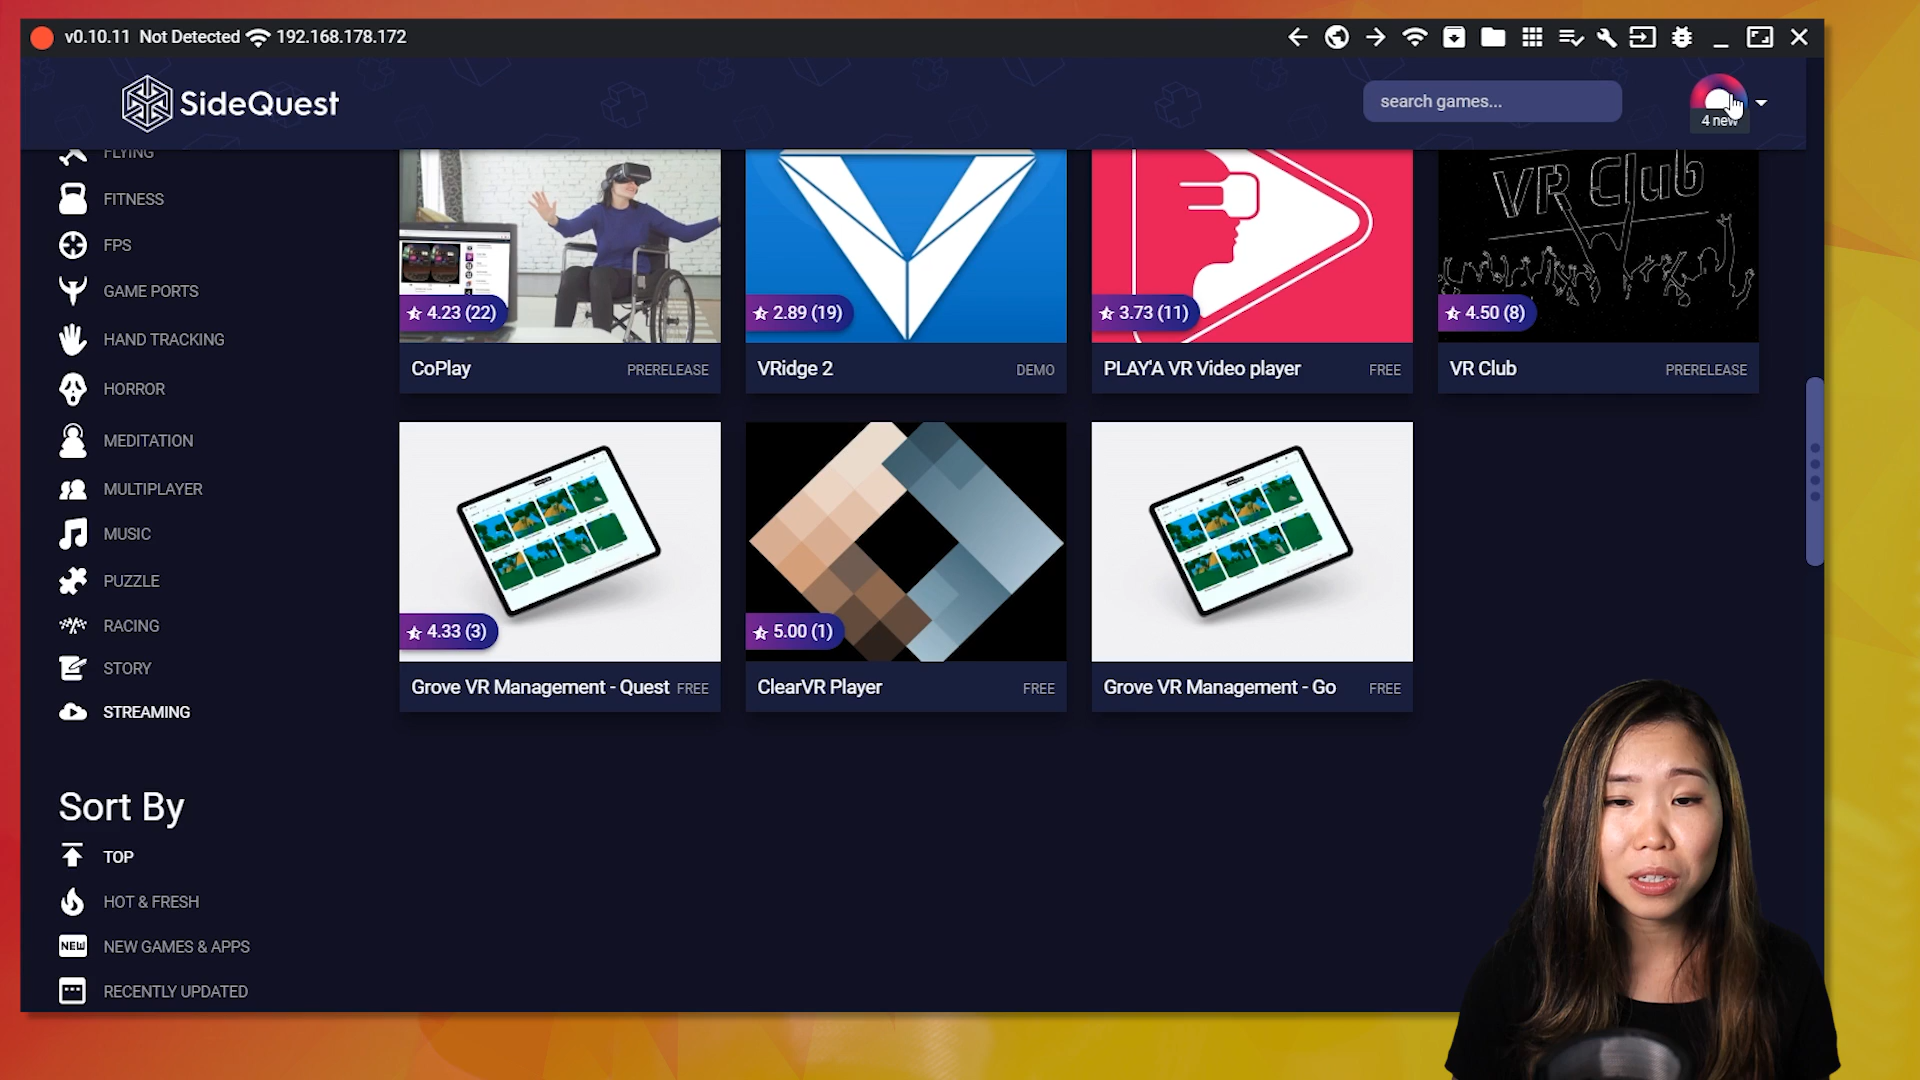 v0.10.11 Not Detected 192.168.178.172
SideQuest
search games...
4 new
FLYING
FITNESS
FPS
GAME PORTS
HAND TRACKING
HORROR
MEDITATION
MULTIPLAYER
MUSIC
PUZZLE
RACING
STORY
STREAMING
Sort By
TOP
HOT & FRESH
NEW
NEW GAMES & APPS
RECENTLY UPDATED
4.23 (22)
CoPlay
PRERELEASE
2.89 (19)
VRidge 2
DEMO
3.73 (11)
PLAY'A VR Video player
FREE
VR Club
4.50 (8)
VR Club
PRERELEASE
4.33 (3)
Grove VR Management - Quest
FREE
5.00 (1)
ClearVR Player
FREE
Grove VR Management - Go
FREE